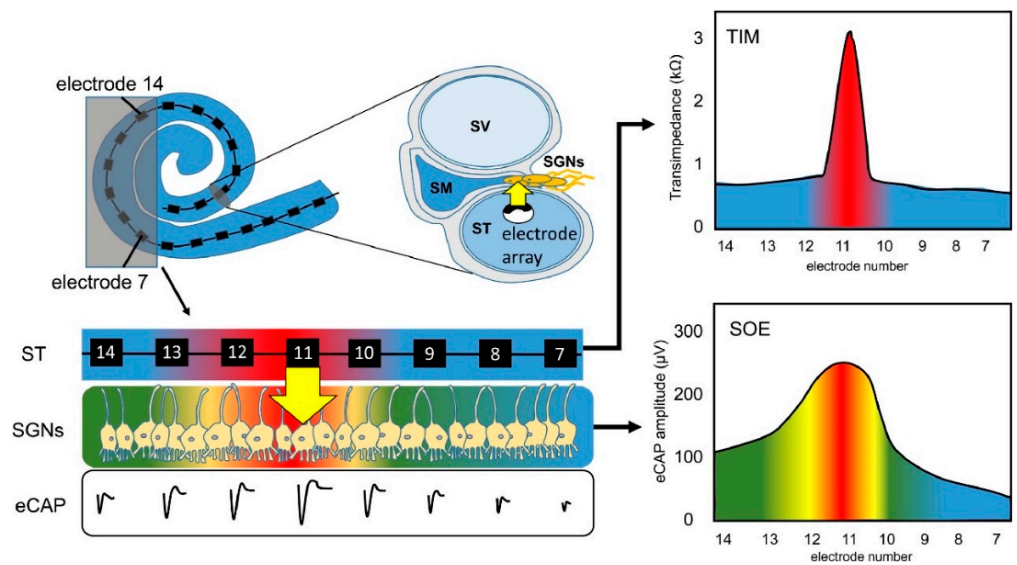 electrode 14
electrode 7
SV
SM
SGNs
ST
electrode
array
ST
14 13 12 11 10 9 8 7
SGNs
eCAP
TIM
Transimpedance (kΩ)
3
2
1
0
14 13 12 11 10 9 8 7
electrode number
SOE
eCAP amplitude (µV)
300
200
100
0
14 13 12 11 10 9 8 7
electrode number